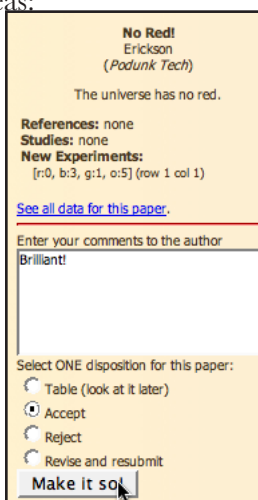 No Red!
Erickson
(Podunk Tech)
The universe has no red.
References: none
Studies: none
New Experiments:
[r:0, b:3, g:1, o:5] (row 1 col 1)
See all data for this paper.
Enter your comments to the author
Brilliant!
Select ONE disposition for this paper:
Table (look at it later)
Accept
Reject
Revise and resubmit
Make it so!